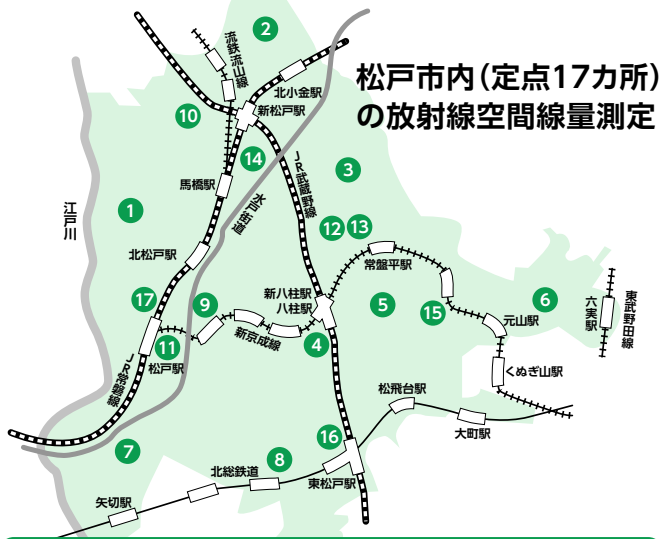 松戸市内(定点17カ所)
の放射線空間線量測定
2
流鉄流山線
北小金駅
新松戸駅
10
14
3
馬橋駅
JR武蔵野線
水戸街道
江戸川
1
12
13
北松戸駅
常盤平駅
17
9
新八柱駅
八柱駅
5
15
6
元山駅
六実駅
東武野田線
新京成線
4
11
松戸駅
JR常磐線
くぬぎ山駅
松飛台駅
大町駅
7
16
8
北総鉄道
東松戸駅
矢切駅